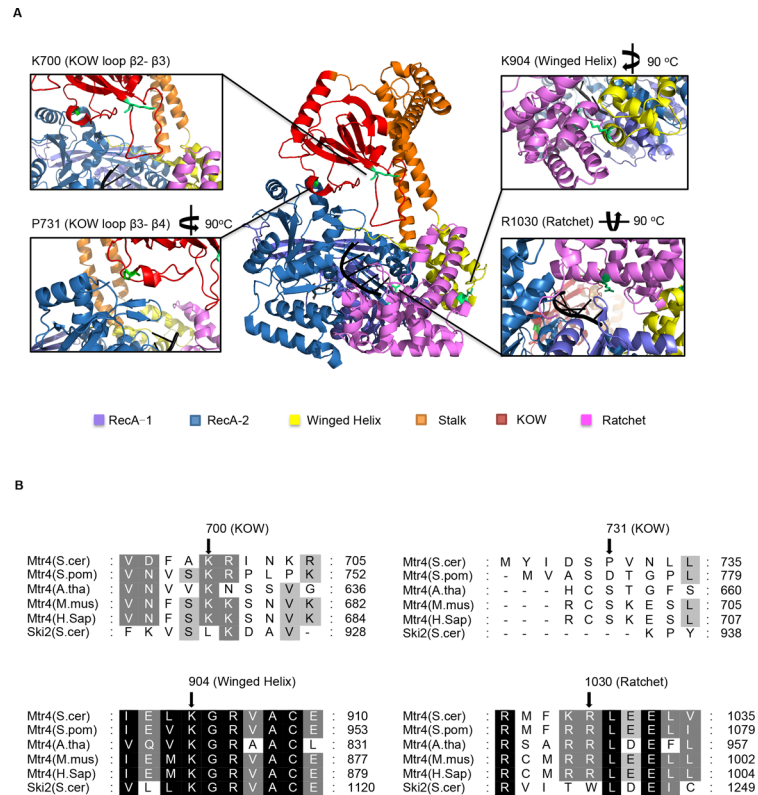 A
K700 (KOW loop β2- β3)
K904 (Winged Helix) 90 ºC
P731 (KOW loop β3- β4) 90ºC
R1030 (Ratchet) 90 ºC
RecA−1 RecA-2 Winged Helix Stalk KOW Ratchet
B
700 (KOW)
Mtr4(S.cer) : V D F A K R I N K R : 705
Mtr4(S.pom) : V N V S K R P L P K : 752
Mtr4(A.tha) : V N V V K N S S V G : 636
Mtr4(M.mus) : V N F S K K S N V K : 682
Mtr4(H.Sap) : V N F S K K S N V K : 684
Ski2(S.cer) : F K V S L K D A V - : 928
731 (KOW)
Mtr4(S.cer) : M Y I D S P V N L L : 735
Mtr4(S.pom) : - M V A S D T G P L : 779
Mtr4(A.tha) : - - - H C S T G F S : 660
Mtr4(M.mus) : - - - R C S K E S L : 705
Mtr4(H.Sap) : - - - R C S K E S L : 707
Ski2(S.cer) : - - - - - - - K P Y : 938
904 (Winged Helix)
Mtr4(S.cer) : I E L K G R V A C E : 910
Mtr4(S.pom) : I E V K G R V A C E : 953
Mtr4(A.tha) : V Q V K G R A A C L : 831
Mtr4(M.mus) : I E M K G R V A C E : 877
Mtr4(H.Sap) : I E M K G R V A C E : 879
Ski2(S.cer) : V L L K G R V A C E : 1120
1030 (Ratchet)
Mtr4(S.cer) : R M F K R L E E L V : 1035
Mtr4(S.pom) : R M F R R L E E L I : 1079
Mtr4(A.tha) : R S A R R L D E F L : 957
Mtr4(M.mus) : R C M R R L E E L L : 1002
Mtr4(H.Sap) : R C M R R L E E L L : 1004
Ski2(S.cer) : R V I T W L D E I C : 1249